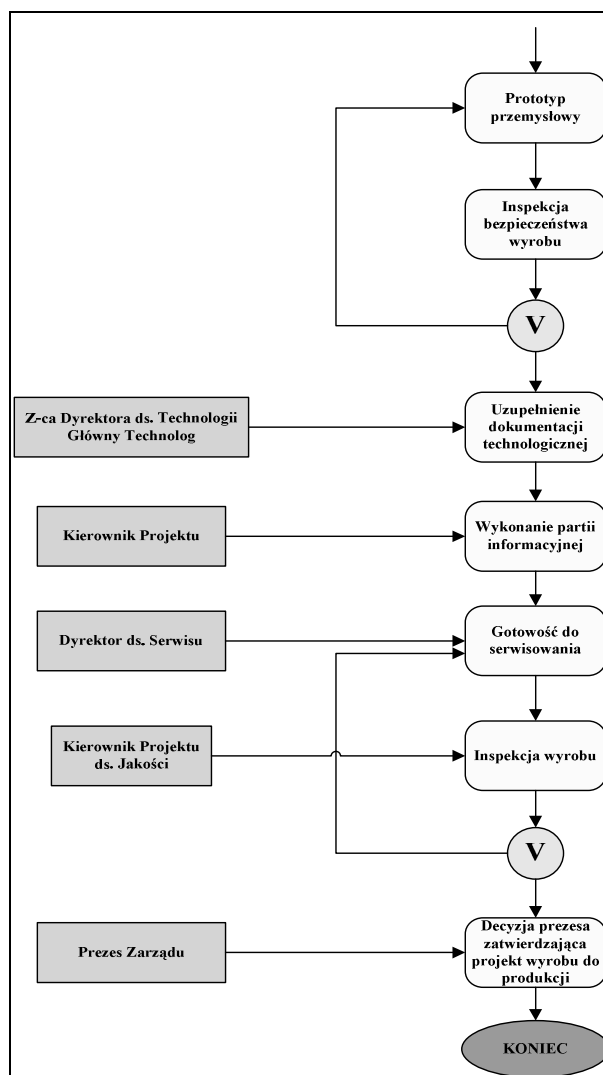 Prototyp
przemysłowy
Inspekcja
bezpieczeństwa
wyrobu
V
Z-ca Dyrektora ds. Technologii
Główny Technolog
Uzupełnienie
dokumentacji
technologicznej
Kierownik Projektu
Wykonanie partii
informacyjnej
Dyrektor ds. Serwisu
Gotowość do
serwisowania
Kierownik Projektu
ds. Jakości
Inspekcja wyrobu
V
Prezes Zarządu
Decyzja prezesa
zatwierdzająca
projekt wyrobu do
produkcji
KONIEC